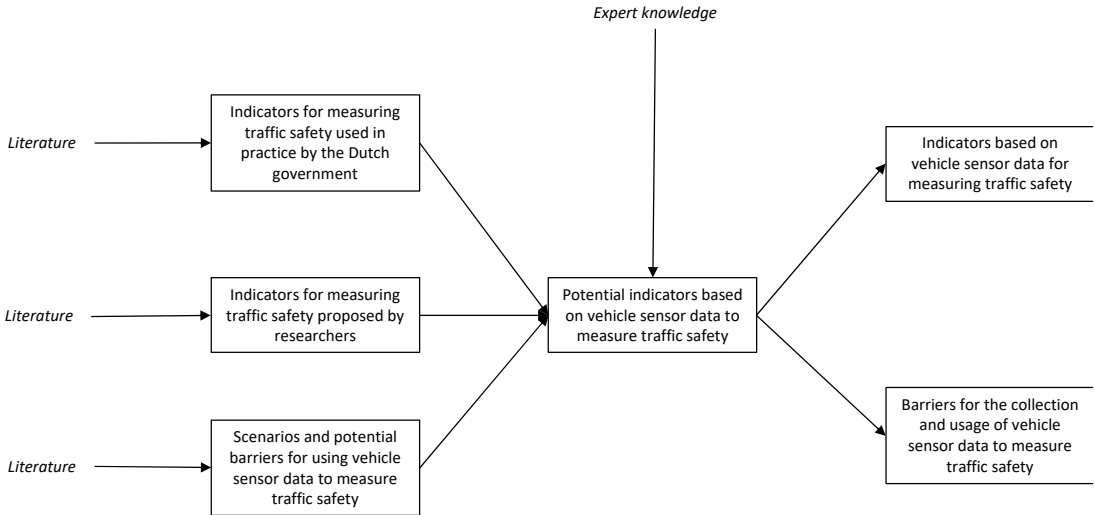 Expert knowledge
Literature
Indicators for measuring
traffic safety used in
practice by the Dutch
government
Indicators based on
vehicle sensor data for
measuring traffic safety
Literature
Indicators for measuring
traffic safety proposed by
researchers
Potential indicators based
on vehicle sensor data to
measure traffic safety
Literature
Scenarios and potential
barriers for using vehicle
sensor data to measure
traffic safety
Barriers for the collection
and usage of vehicle
sensor data to measure
traffic safety